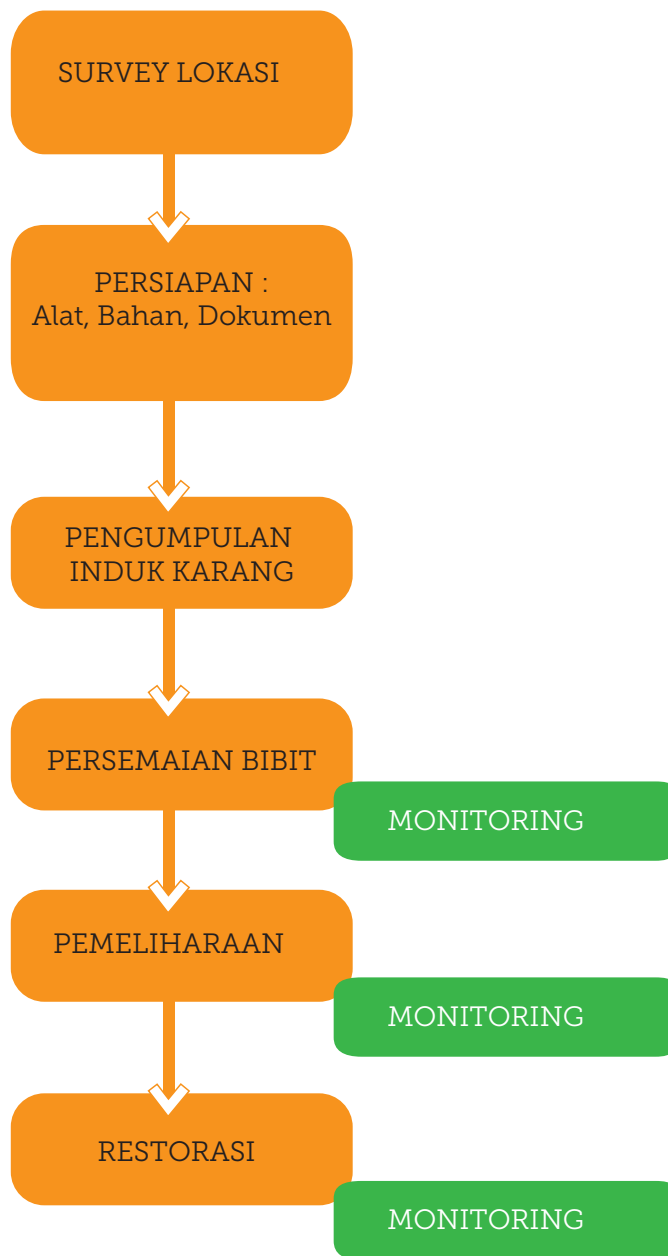 SURVEY LOKASI
PERSIAPAN :
Alat, Bahan, Dokumen
PENGUMPULAN
INDUK KARANG
PERSEMAIAN BIBIT
MONITORING
PEMELIHARAAN
MONITORING
RESTORASI
MONITORING